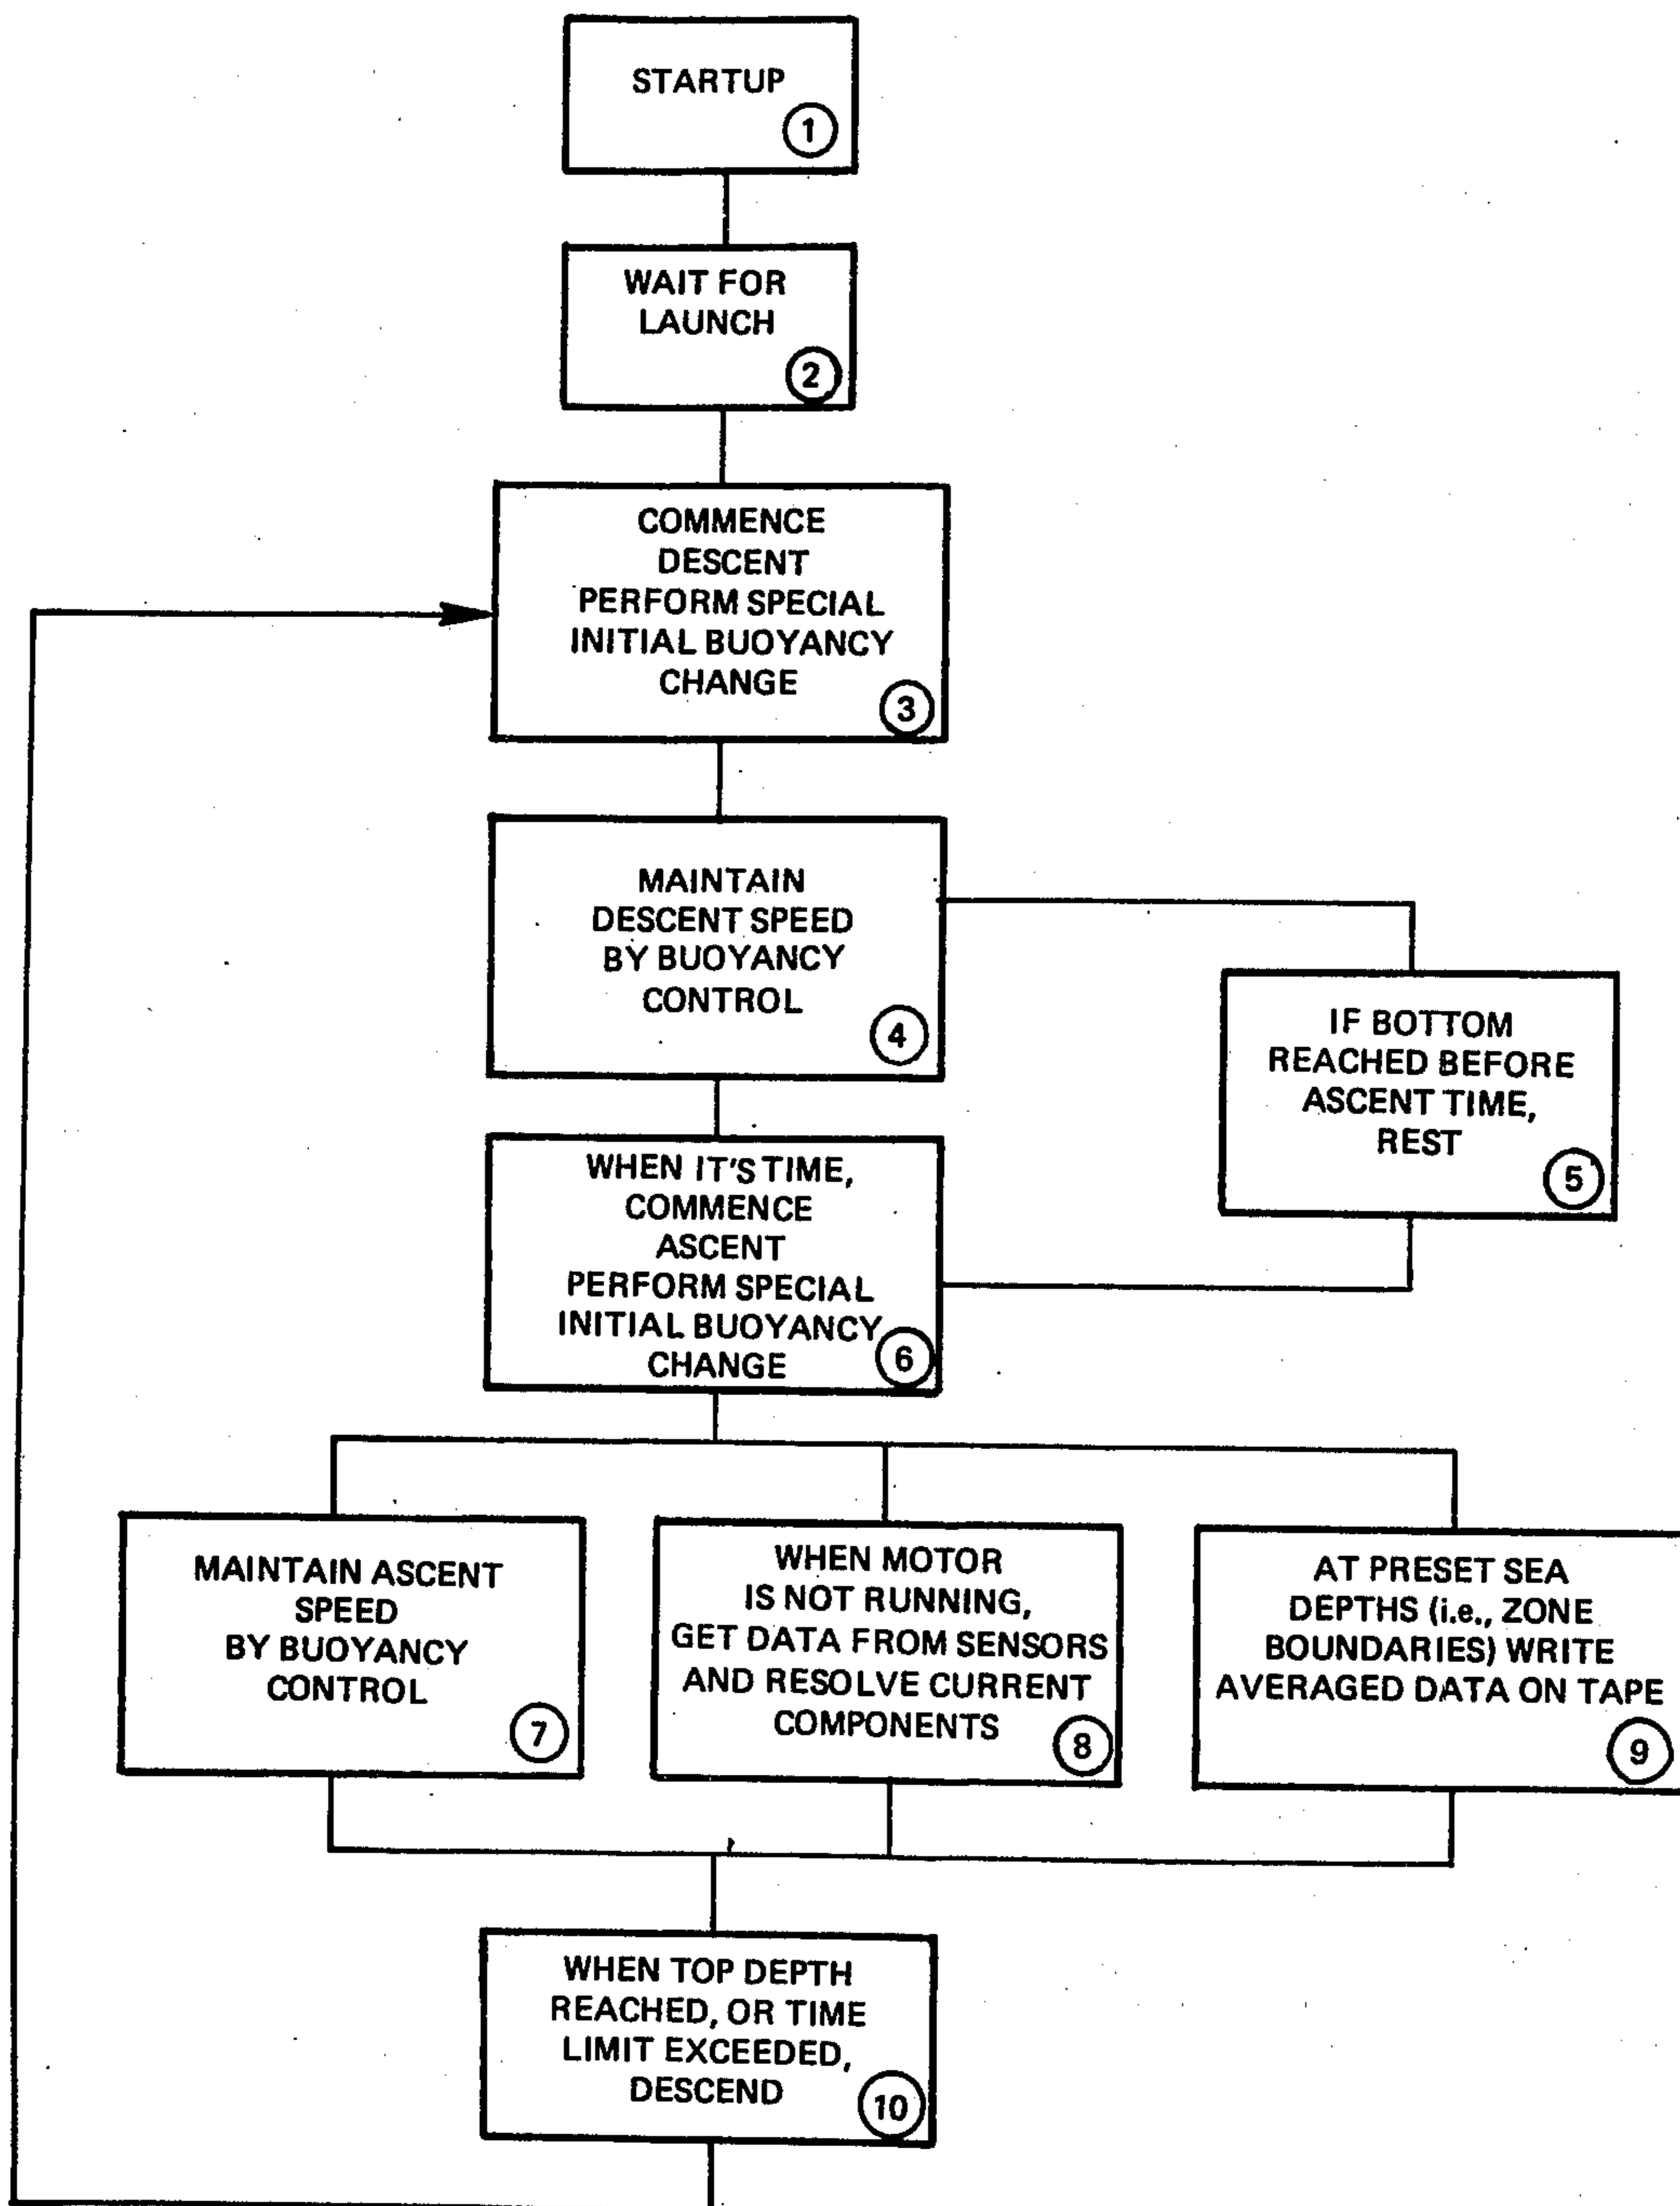 STARTUP
1
WAIT FOR
LAUNCH
2
COMMENCE
DESCENT
PERFORM SPECIAL
INITIAL BUOYANCY
CHANGE
3
MAINTAIN
DESCENT SPEED
BY BUOYANCY
CONTROL
4
IF BOTTOM
REACHED BEFORE
ASCENT TIME,
REST
5
WHEN IT'S TIME,
COMMENCE
ASCENT
PERFORM SPECIAL
INITIAL BUOYANCY
CHANGE
6
MAINTAIN ASCENT
SPEED
BY BUOYANCY
CONTROL
7
WHEN MOTOR
IS NOT RUNNING,
GET DATA FROM SENSORS
AND RESOLVE CURRENT
COMPONENTS
8
AT PRESET SEA
DEPTHS (i.e., ZONE
BOUNDARIES) WRITE
AVERAGED DATA ON TAPE
9
WHEN TOP DEPTH
REACHED, OR TIME
LIMIT EXCEEDED,
DESCEND
10